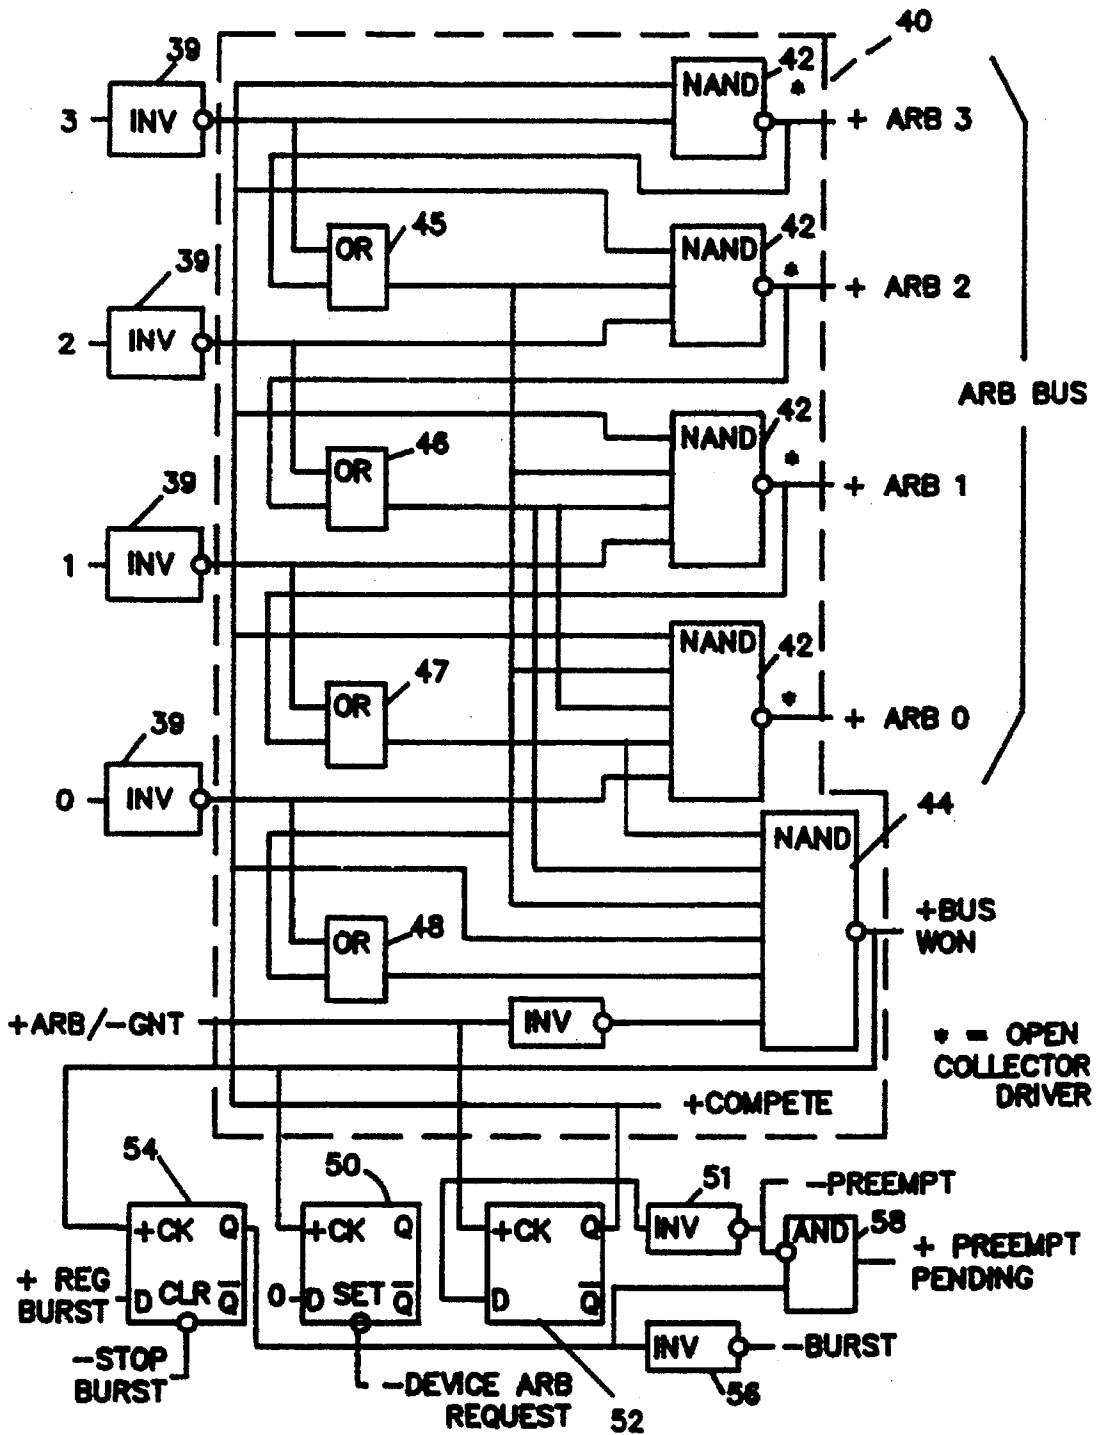 40
39
42
NAND
*
3
INV
+ ARB 3
45
OR
42
NAND
*
39
+ ARB 2
2
INV
ARB BUS
42
NAND
46
OR
*
39
+ ARB 1
1
INV
NAND
42
47
OR
*
39
+ ARB 0
0
INV
44
NAND
48
OR
+BUS
WON
+ARB/-GNT
INV
* = OPEN
COLLECTOR
DRIVER
+COMPETE
54
50
51
-PREEMPT
58
+CK Q
+CK Q
+CK Q
INV
AND
+ PREEMPT
PENDING
+ REG
BURST
D CLR Q̅
0
D SET Q̅
D Q̅
-STOP
BURST
INV
-BURST
56
-DEVICE ARB
REQUEST
52